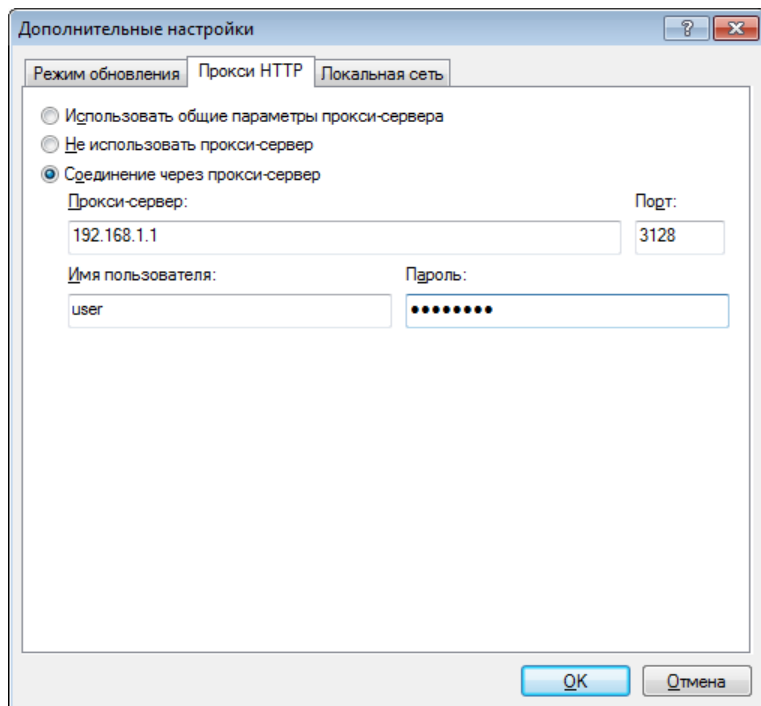 Дополнительные настройки
Режим обновления Прокси HTTP Локальная сеть
Использовать общие параметры прокси-сервера
Не использовать прокси-сервер
Соединение через прокси-сервер
Прокси-сервер: Порт:
192.168.1.1 3128
Имя пользователя: Пароль:
user ••••••••
OK Отмена